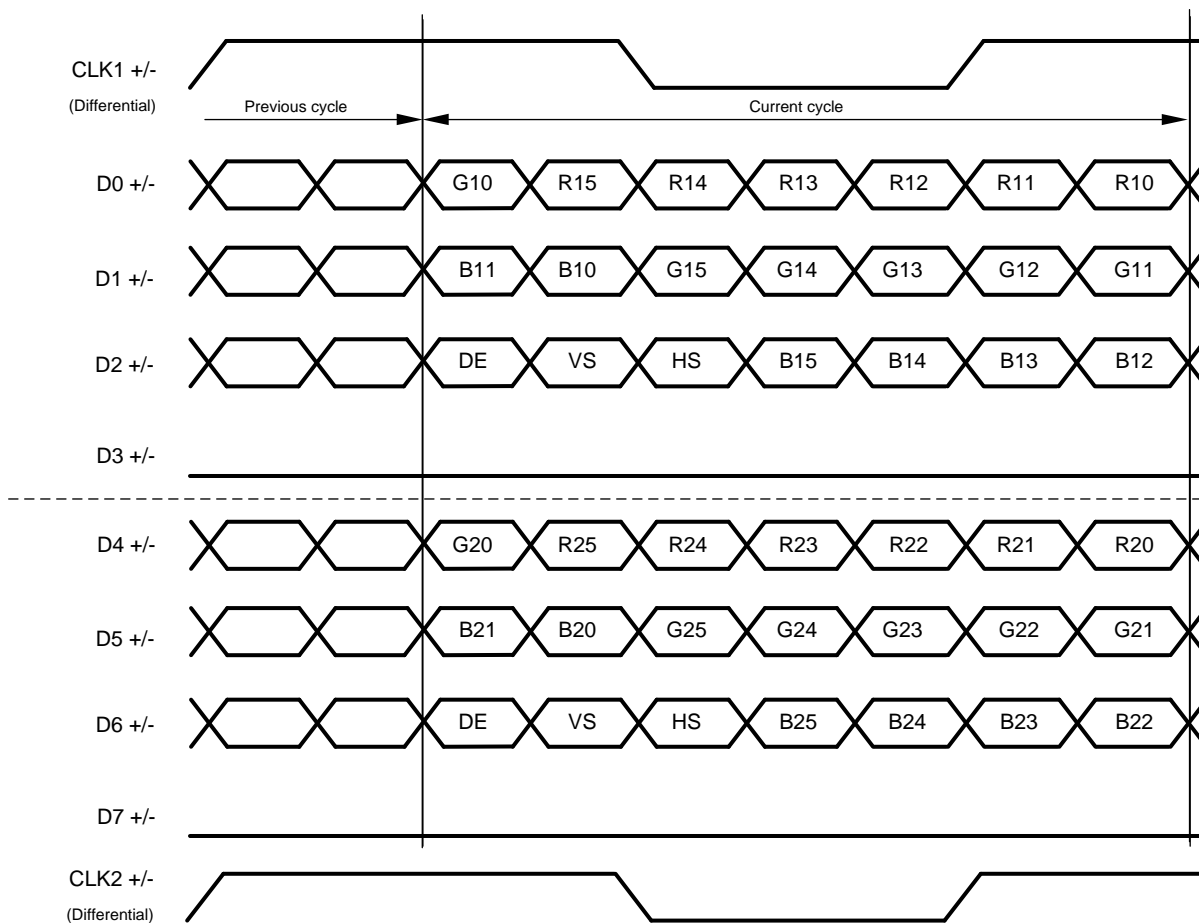 CLK1 +/-
(Differential)
Previous cycle
Current cycle
D0 +/-
G10 R15 R14 R13 R12 R11 R10
D1 +/-
B11 B10 G15 G14 G13 G12 G11
D2 +/-
DE VS HS B15 B14 B13 B12
D3 +/-
D4 +/-
G20 R25 R24 R23 R22 R21 R20
D5 +/-
B21 B20 G25 G24 G23 G22 G21
D6 +/-
DE VS HS B25 B24 B23 B22
D7 +/-
CLK2 +/-
(Differential)